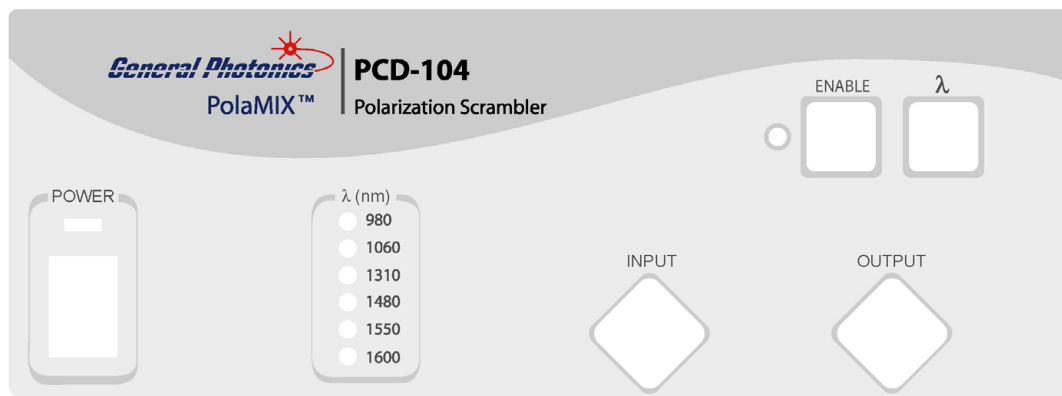 General Photonics
PolaMIX™
PCD-104
Polarization Scrambler
ENABLE
λ
POWER
λ (nm)
980
1060
1310
1480
1550
1600
INPUT
OUTPUT